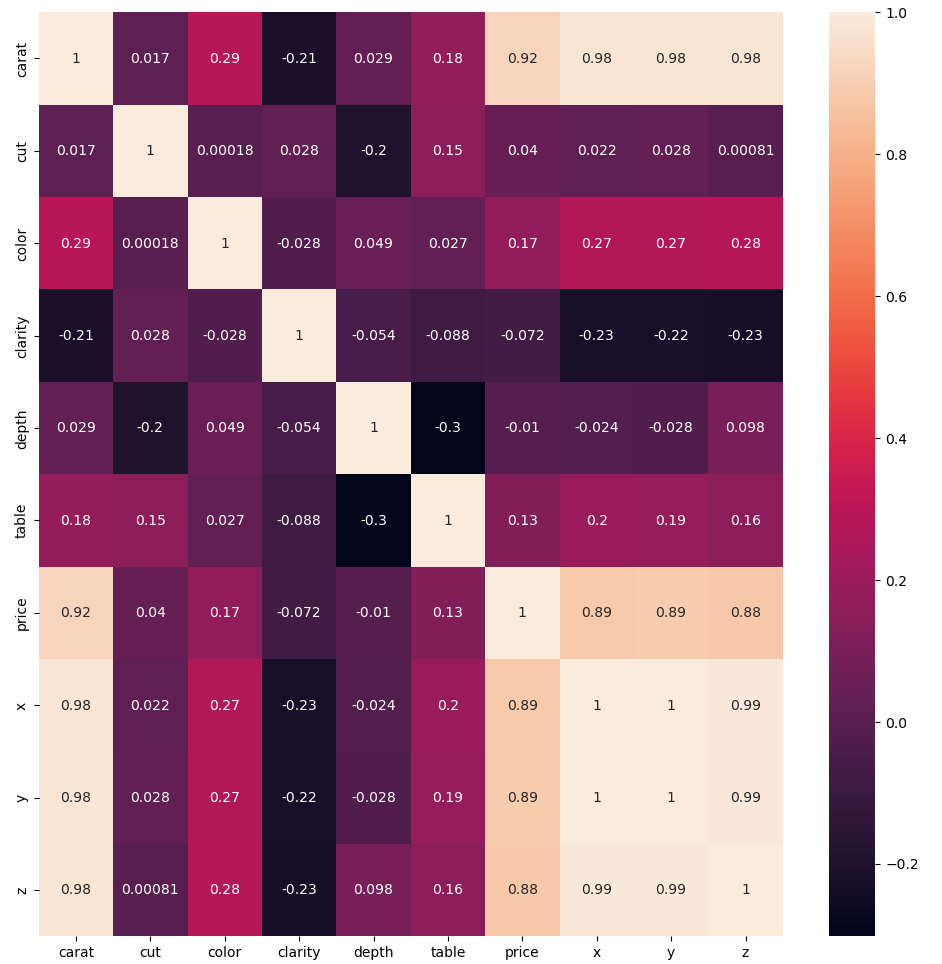 carat 1 0.017 0.29 -0.21 0.029 0.18 0.92 0.98 0.98 0.98
cut 0.017 1 0.00018 0.028 -0.2 0.15 0.04 0.022 0.028 0.00081
color 0.29 0.00018 1 -0.028 0.049 0.027 0.17 0.27 0.27 0.28
clarity -0.21 0.028 -0.028 1 -0.054 -0.088 -0.072 -0.23 -0.22 -0.23
depth 0.029 -0.2 0.049 -0.054 1 -0.3 -0.01 -0.024 -0.028 0.098
table 0.18 0.15 0.027 -0.088 -0.3 1 0.13 0.2 0.19 0.16
price 0.92 0.04 0.17 -0.072 -0.01 0.13 1 0.89 0.89 0.88
x 0.98 0.022 0.27 -0.23 -0.024 0.2 0.89 1 1 0.99
y 0.98 0.028 0.27 -0.22 -0.028 0.19 0.89 1 1 0.99
z 0.98 0.00081 0.28 -0.23 0.098 0.16 0.88 0.99 0.99 1
carat cut color clarity depth table price x y z
1.0
0.8
0.6
0.4
0.2
0.0
−0.2